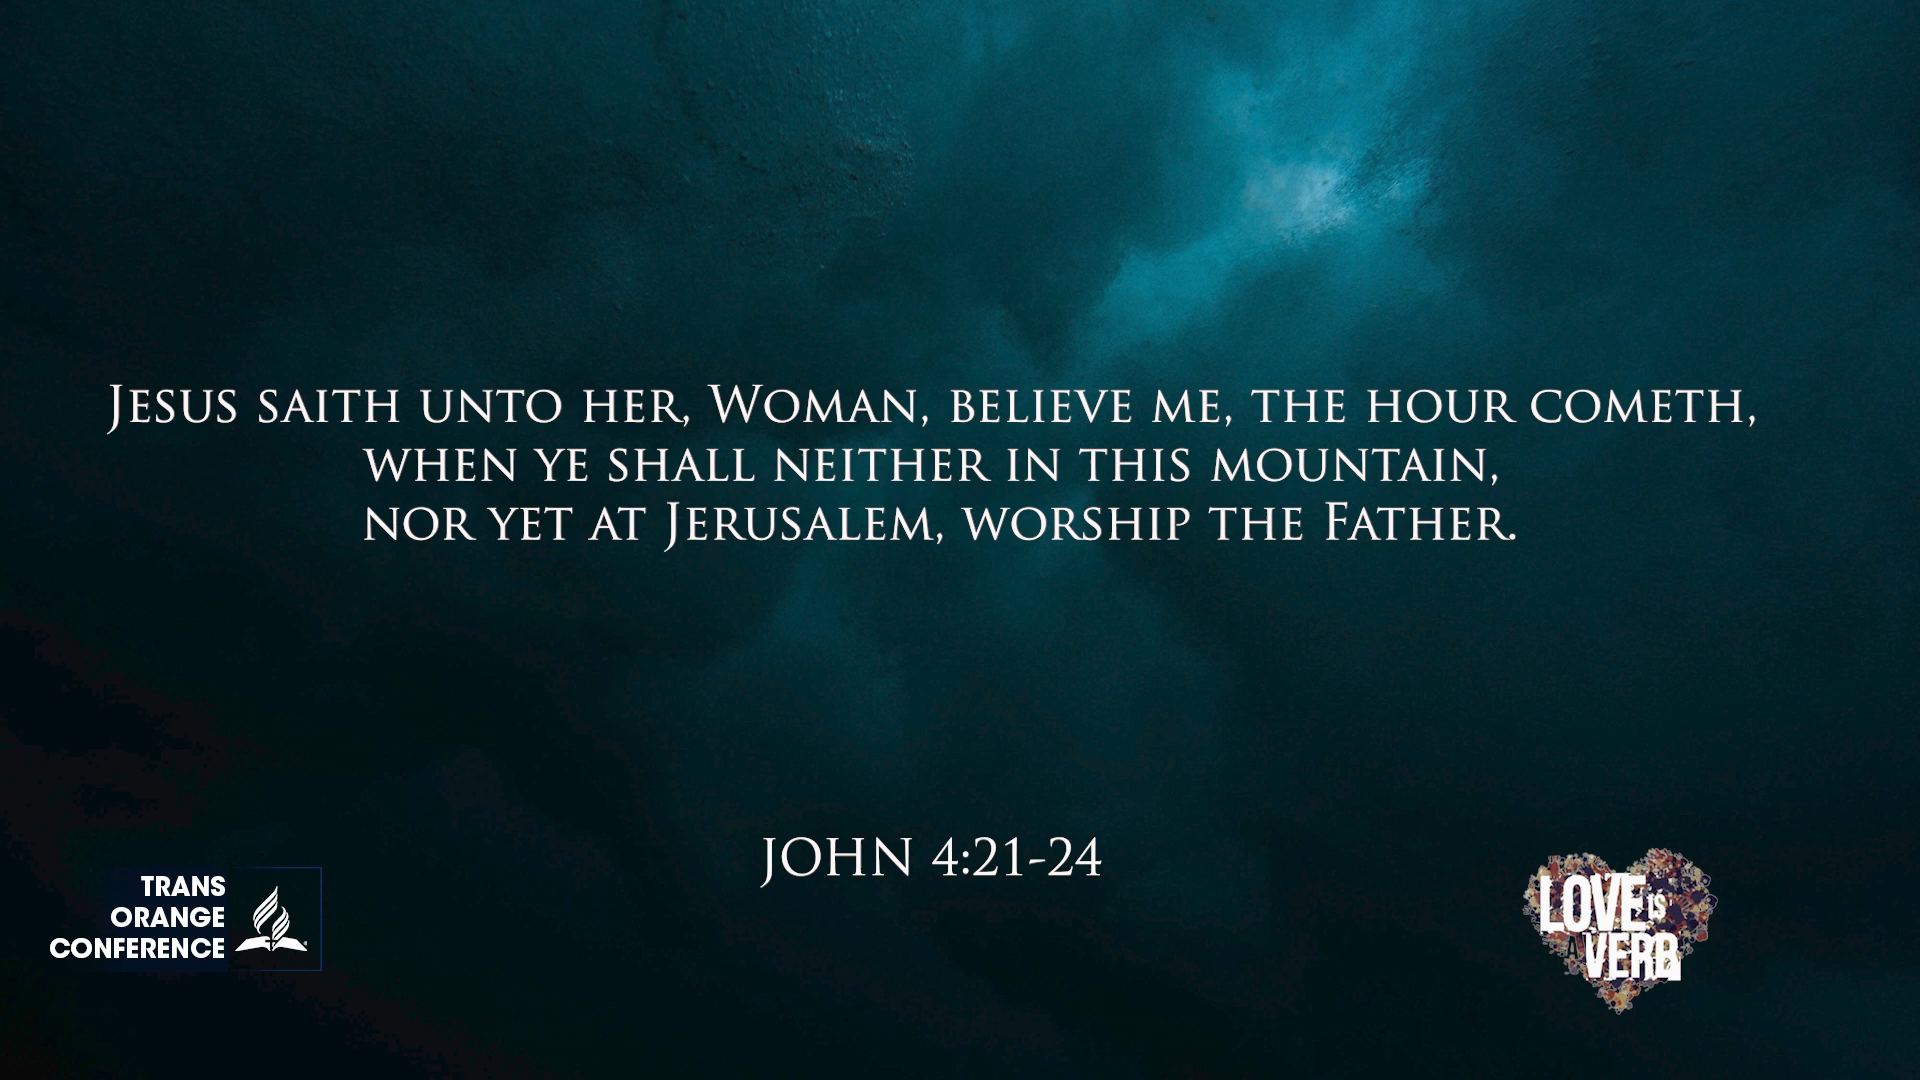 Jesus saith unto her, Woman, believe me, the hour cometh,
when ye shall neither in this mountain,
nor yet at Jerusalem, worship the Father.
JOHN 4:21-24
TRANS
ORANGE
CONFERENCE
LOVE IS
A VERB